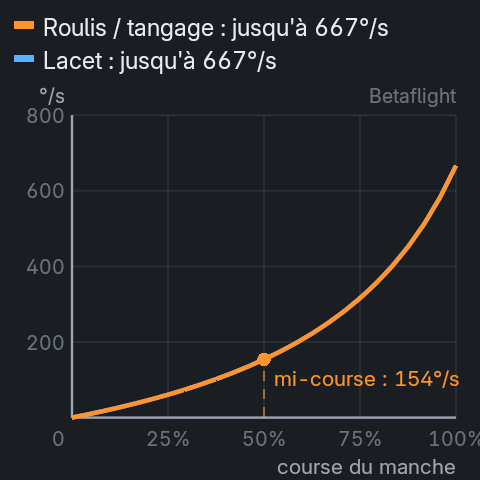 Roulis / tangage : jusqu'à 667°/s
Lacet : jusqu'à 667°/s
°/s
Betaflight
800
600
400
200
mi-course : 154°/s
0
25%
50%
75%
100%
course du manche